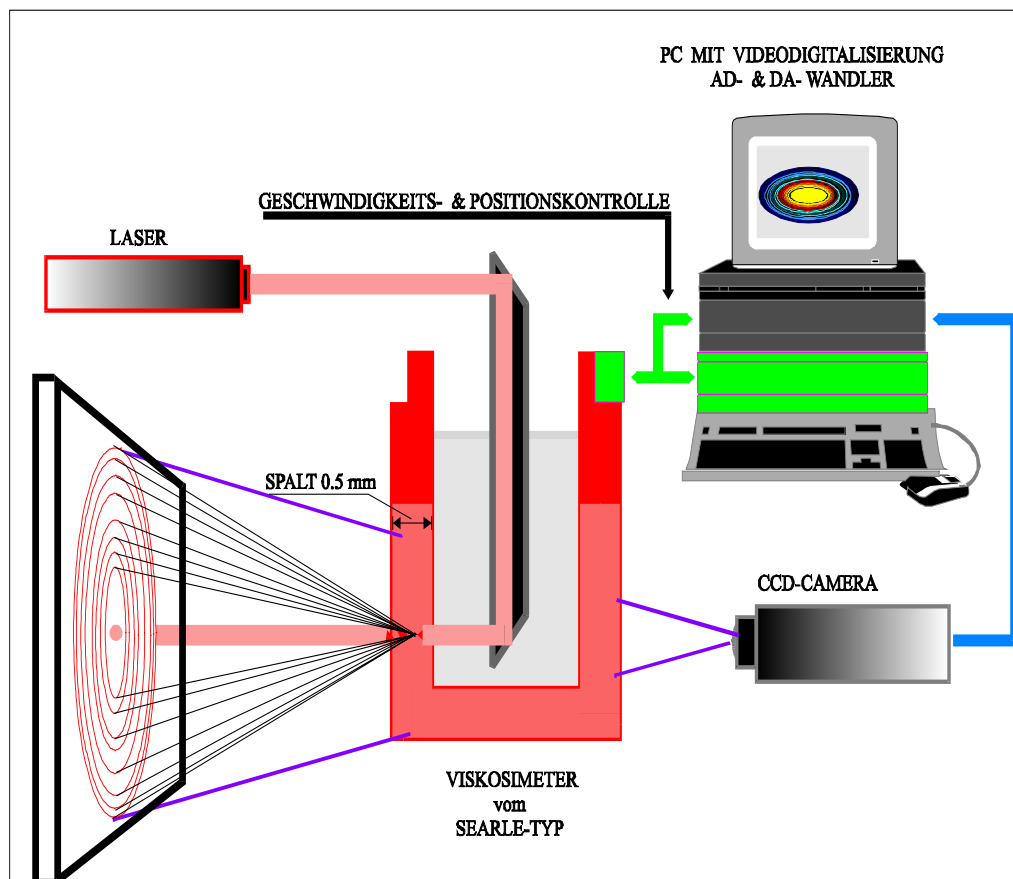 PC MIT VIDEODIGITALISIERUNG
AD- & DA- WANDLER
GESCHWINDIGKEITS- & POSITIONSKONTROLLE
LASER
SPALT 0.5 mm
CCD-CAMERA
VISKOSIMETER
vom
SEARLE-TYP